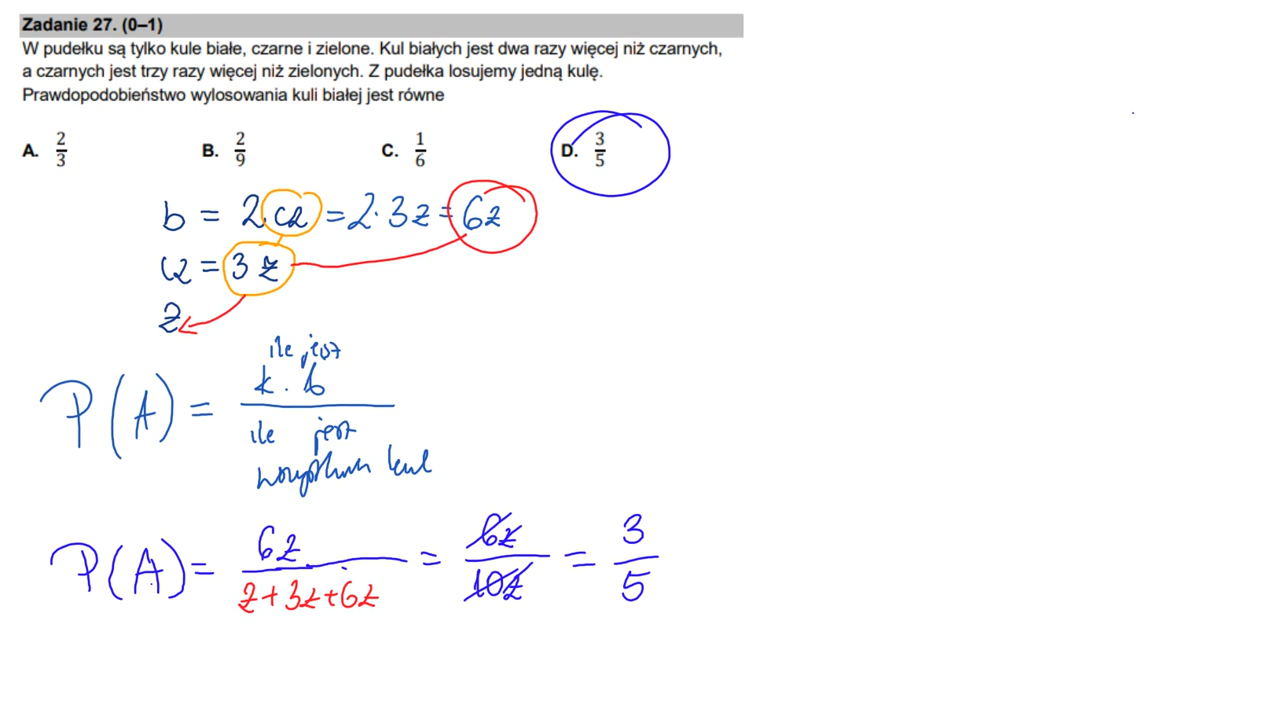 Zadanie 27. (0–1)
W pudełku są tylko kule białe, czarne i zielone. Kul białych jest dwa razy więcej niż czarnych,
a czarnych jest trzy razy więcej niż zielonych. Z pudełka losujemy jedną kulę.
Prawdopodobieństwo wylosowania kuli białej jest równe
A. 2/3 B. 2/9 C. 1/6 D. 3/5
b = 2 cz = 2 · 3z = 6z
cz = 3 z
z
ile jest
P(A) = k. b
ile jest
wszystkich kul
P(A) = 6z / z + 3z + 6z = 6z / 10z = 3 / 5